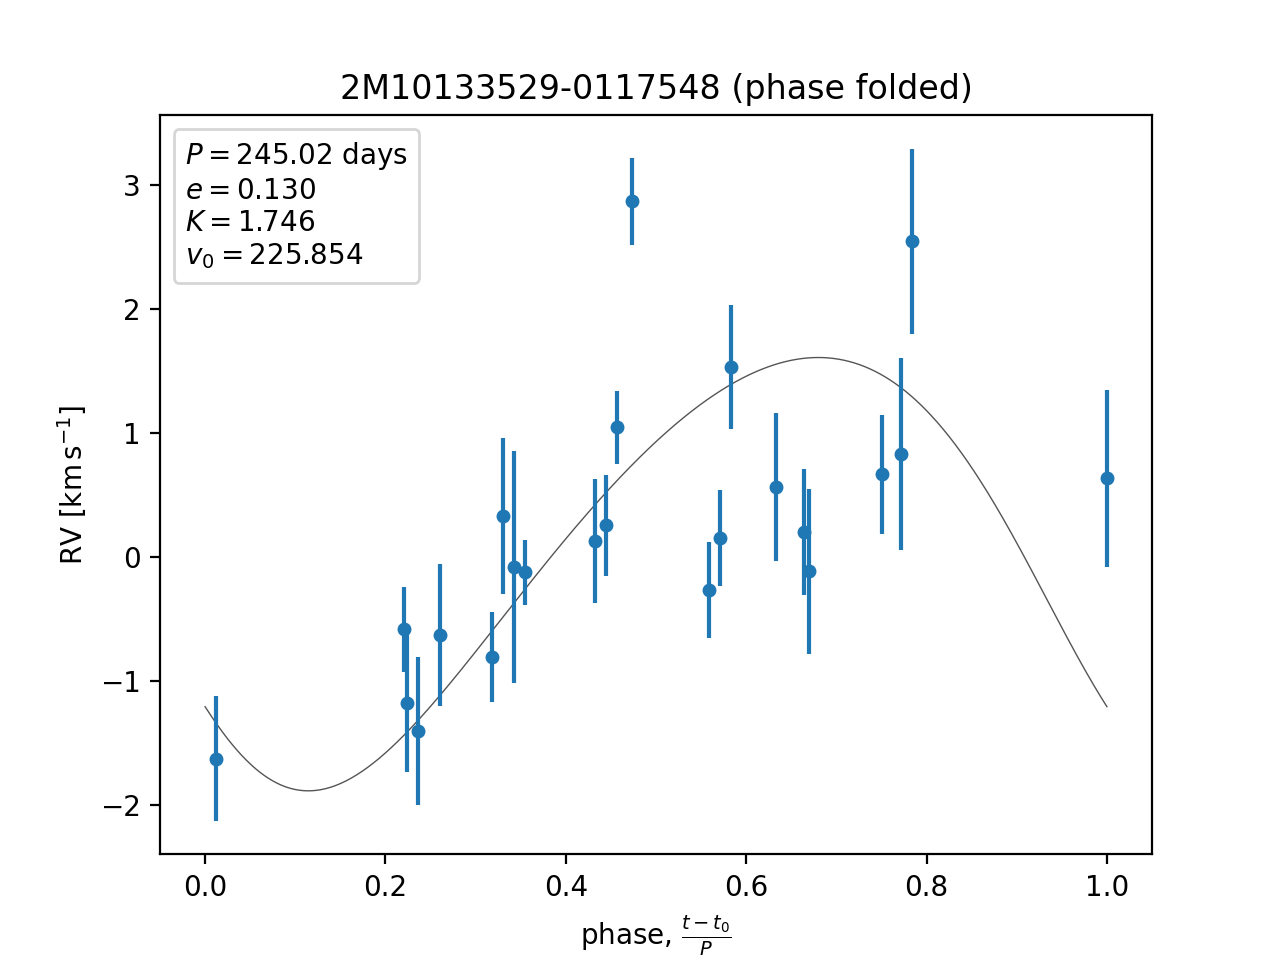 2M10133529-0117548 (phase folded)
P = 245.02 days
e = 0.130
K = 1.746
v₀ = 225.854
3
2
1
0
−1
−2
RV [km s⁻¹]
0.0 0.2 0.4 0.6 0.8 1.0
phase, (t − t₀)/P